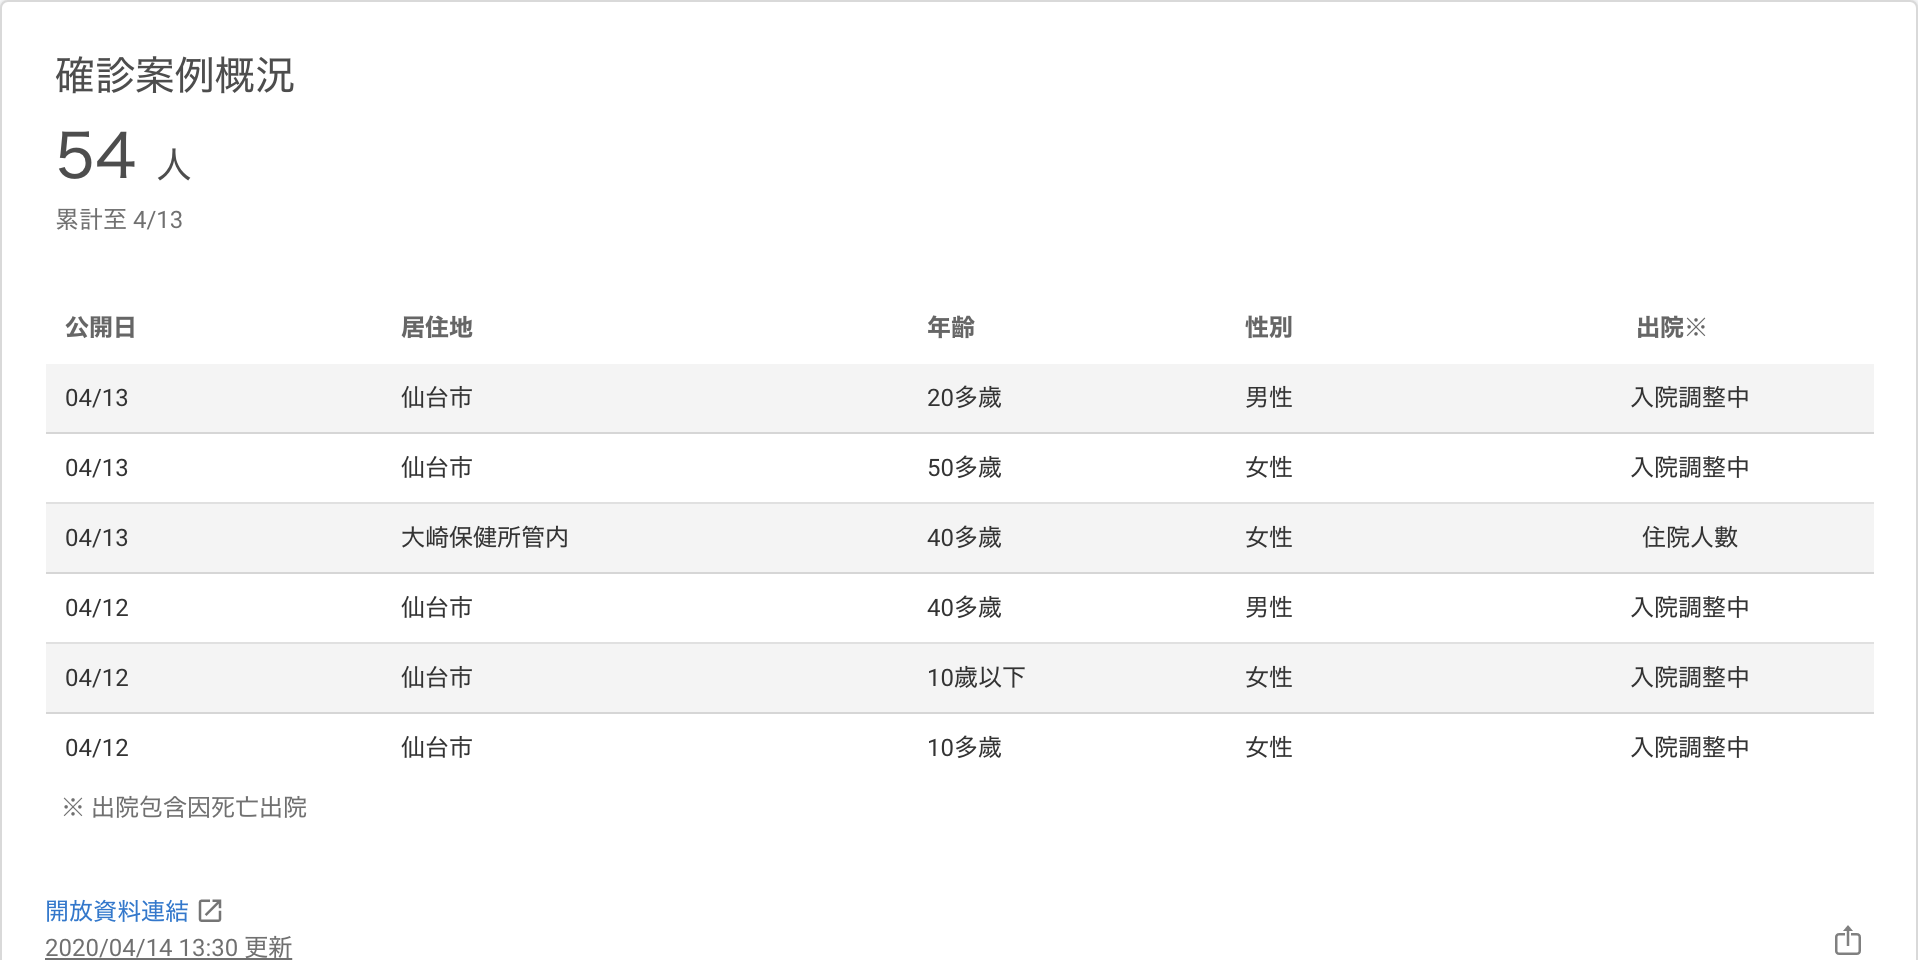 確診案例概況
54 人
累計至 4/13
公開日 居住地 年齡 性別 出院※
04/13 仙台市 20多歲 男性 入院調整中
04/13 仙台市 50多歲 女性 入院調整中
04/13 大崎保健所管内 40多歲 女性 住院人數
04/12 仙台市 40多歲 男性 入院調整中
04/12 仙台市 10歲以下 女性 入院調整中
04/12 仙台市 10多歲 女性 入院調整中
※ 出院包含因死亡出院
開放資料連結
2020/04/14 13:30 更新